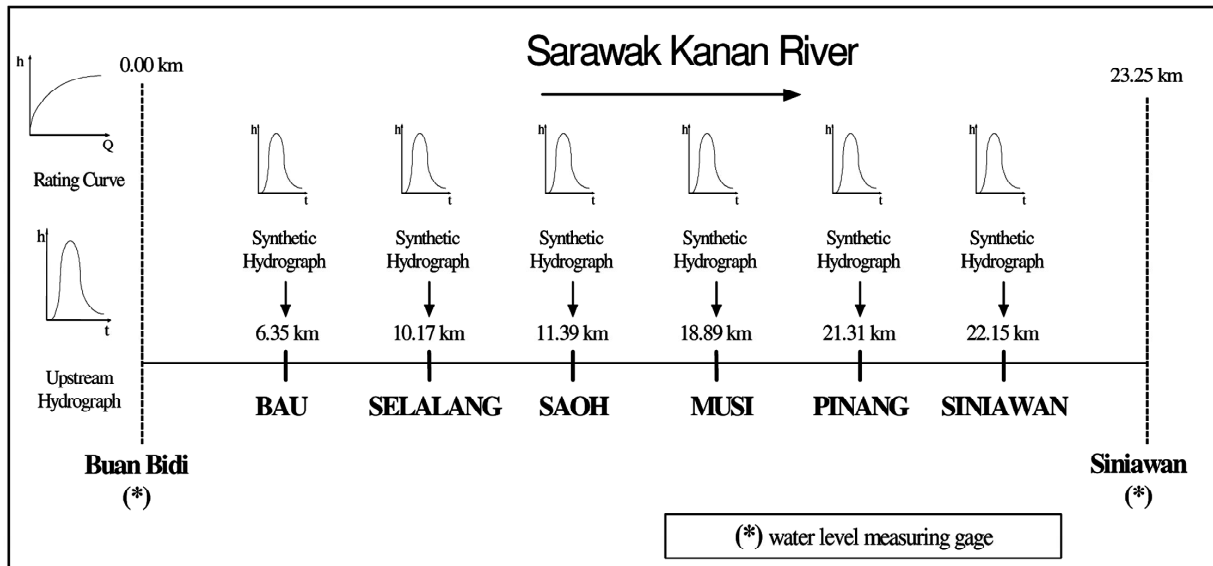 Sarawak Kanan River
h
Q
Rating Curve
0.00 km
23.25 km
h
t
h
t
h
t
h
t
h
t
h
t
h
t
Upstream
Hydrograph
Synthetic
Hydrograph
Synthetic
Hydrograph
Synthetic
Hydrograph
Synthetic
Hydrograph
Synthetic
Hydrograph
Synthetic
Hydrograph
6.35 km
10.17 km
11.39 km
18.89 km
21.31 km
22.15 km
BAU
SELALANG
SAOH
MUSI
PINANG
SINIAWAN
Buan Bidi
(*)
Siniawan
(*)
(*) water level measuring gage